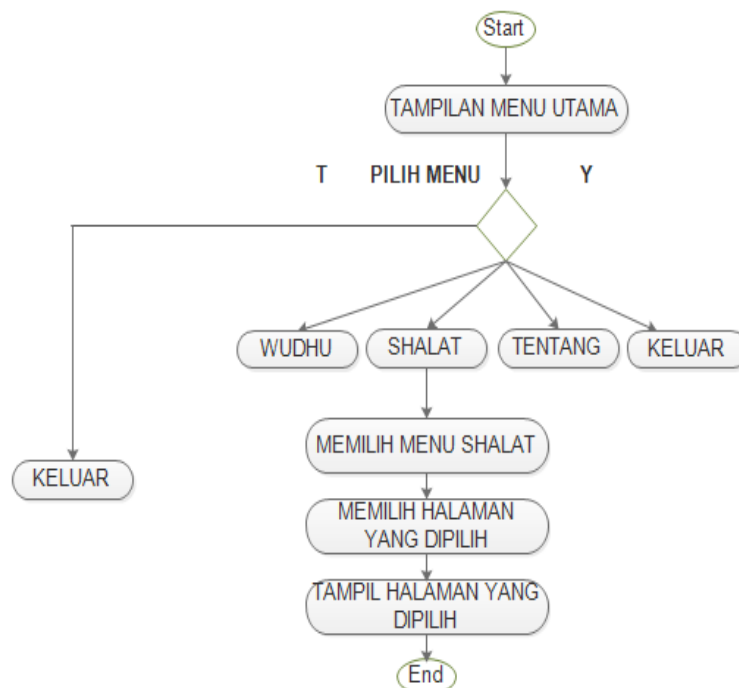 Start
TAMPILAN MENU UTAMA
T PILIH MENU Y
WUDHU SHALAT TENTANG KELUAR
MEMILIH MENU SHALAT
KELUAR
MEMILIH HALAMAN
YANG DIPILIH
TAMPIL HALAMAN YANG
DIPILIH
End